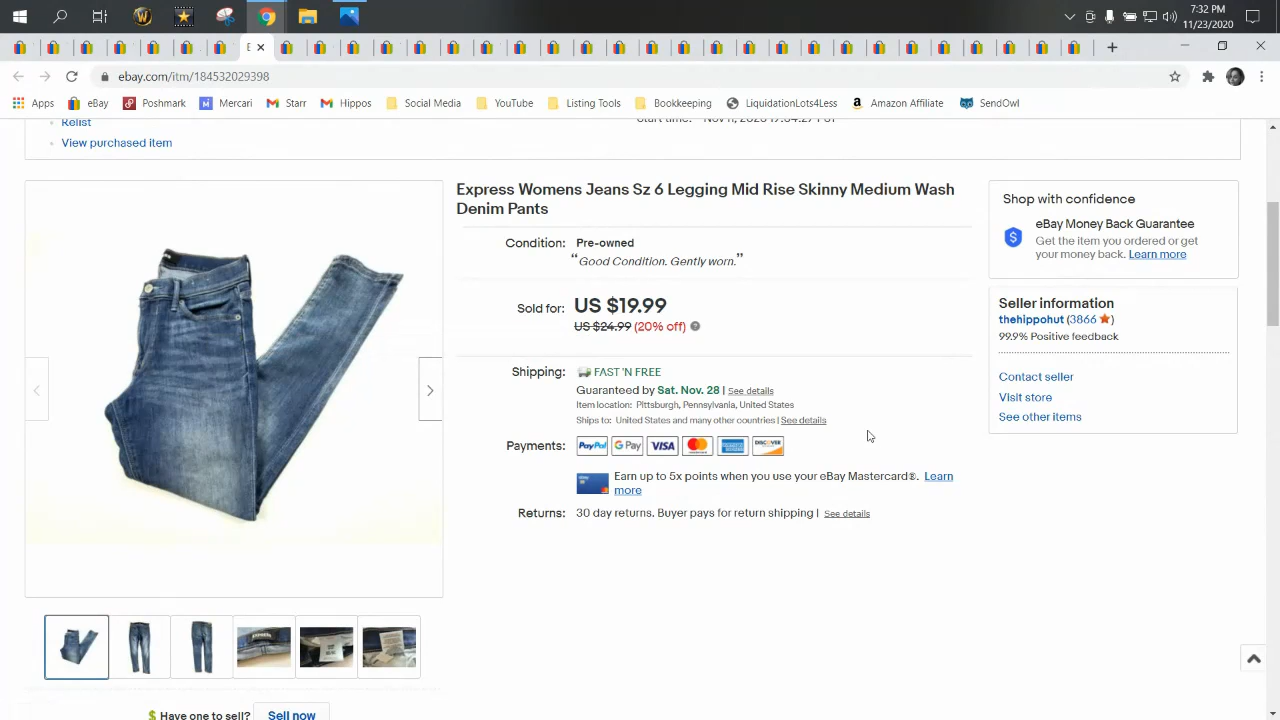 7:32 PM
11/23/2020
E
ebay.com/itm/184532029398
Apps eBay Poshmark Mercari Starr Hippos Social Media YouTube Listing Tools Bookkeeping LiquidationLots4Less Amazon Affiliate SendOwl
Relist
View purchased item
Express Womens Jeans Sz 6 Legging Mid Rise Skinny Medium Wash
Denim Pants
Condition: Pre-owned
“Good Condition. Gently worn.”
Sold for: US $19.99
US $24.99 (20% off)
Shipping: FAST 'N FREE
Guaranteed by Sat. Nov. 28 | See details
Item location: Pittsburgh, Pennsylvania, United States
Ships to: United States and many other countries | See details
Payments: PayPal G Pay VISA
Earn up to 5x points when you use your eBay Mastercard®. Learn
more
Returns: 30 day returns. Buyer pays for return shipping | See details
Shop with confidence
eBay Money Back Guarantee
Get the item you ordered or get
your money back. Learn more
Seller information
thehippohut (3866)
99.9% Positive feedback
Contact seller
Visit store
See other items
Have one to sell? Sell now